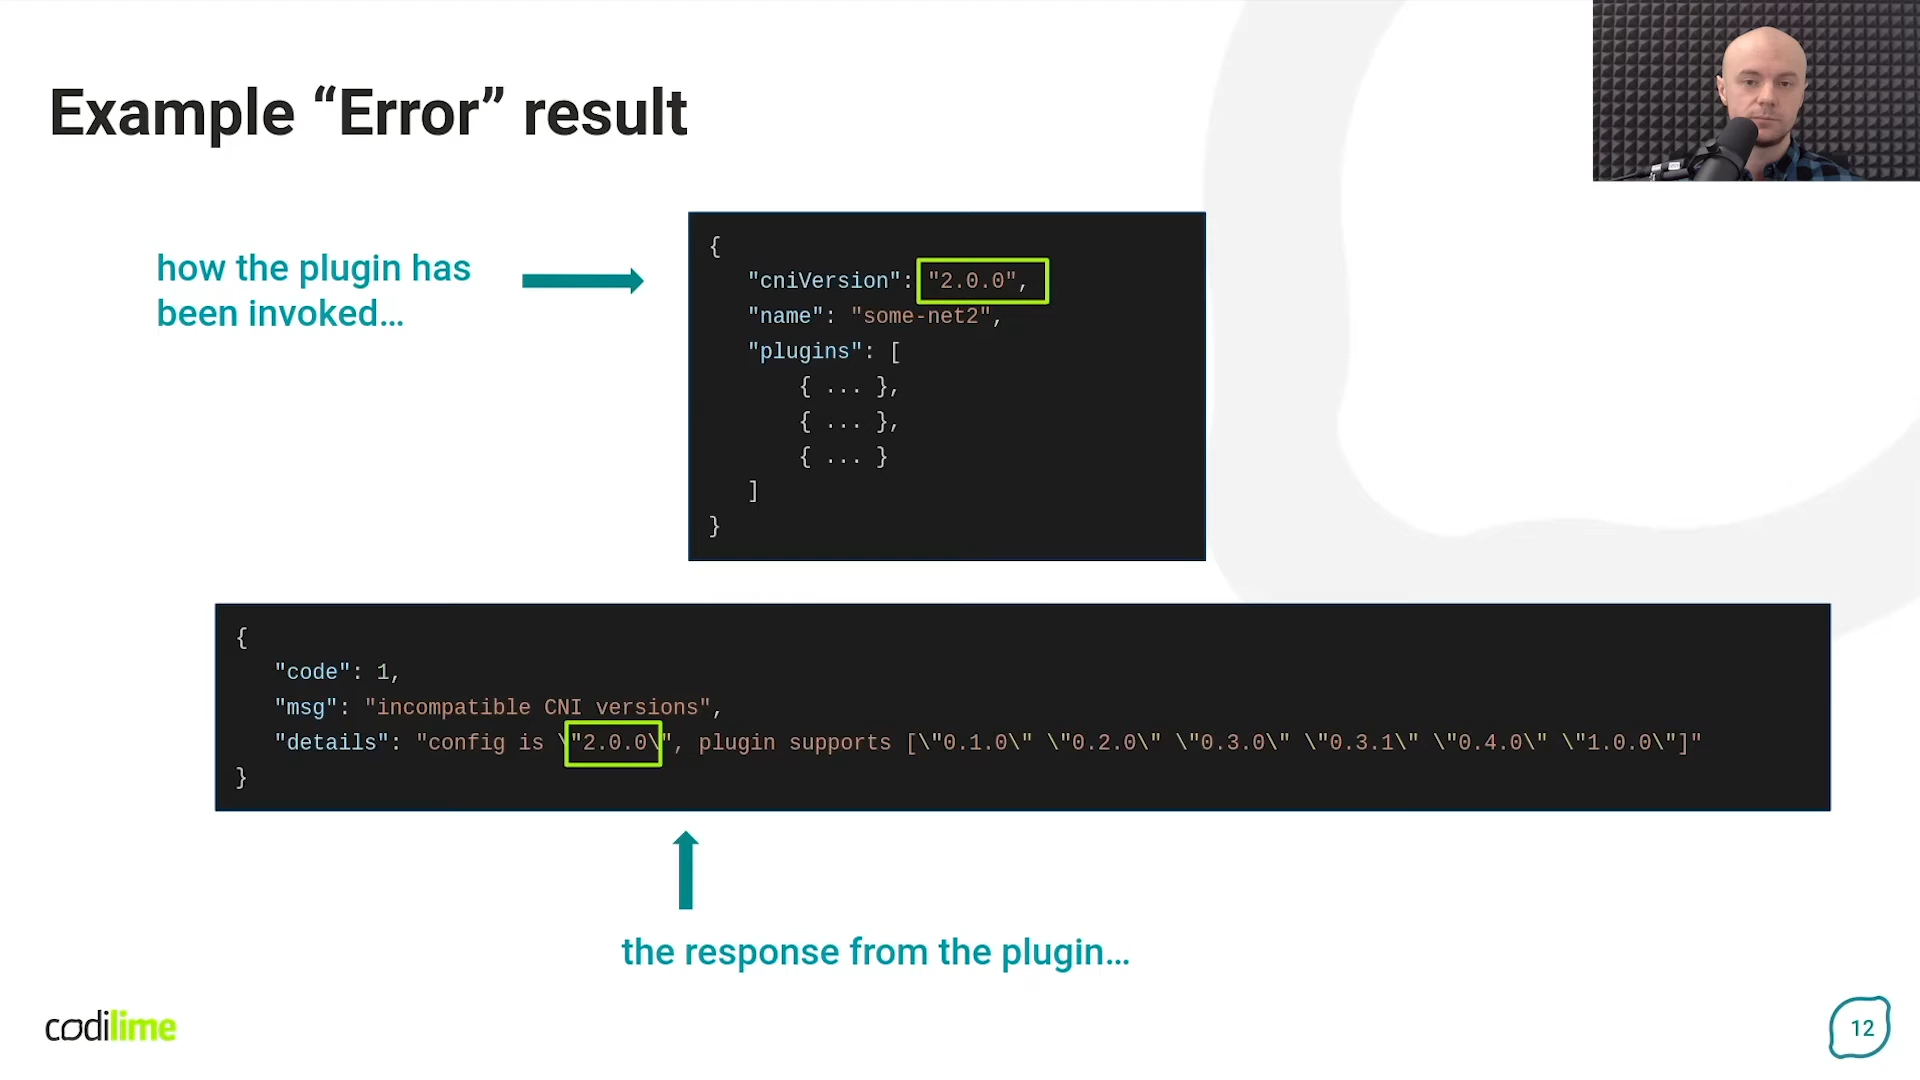 Example “Error” result
how the plugin has
been invoked...
{
"cniVersion": "2.0.0",
"name": "some-net2",
"plugins": [
{ ... },
{ ... },
{ ... }
]
}
{
"code": 1,
"msg": "incompatible CNI versions",
"details": "config is \"2.0.0\", plugin supports [\"0.1.0\" \"0.2.0\" \"0.3.0\" \"0.3.1\" \"0.4.0\" \"1.0.0\"]"
}
the response from the plugin...
codilime
12